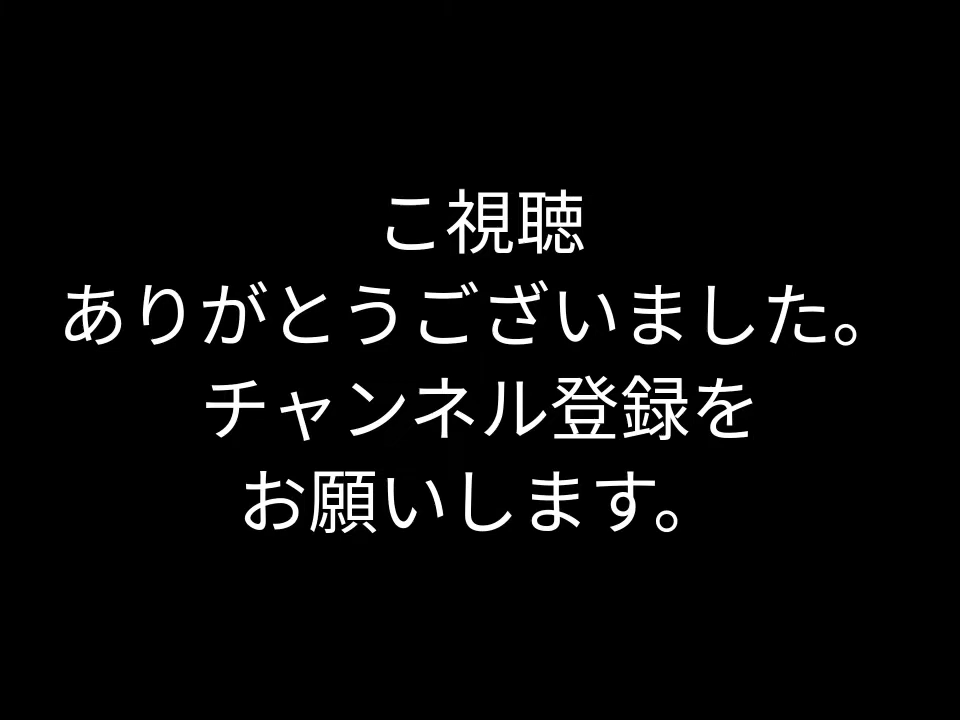 こ視聴
ありがとうございました。
チャンネル登録を
お願いします。